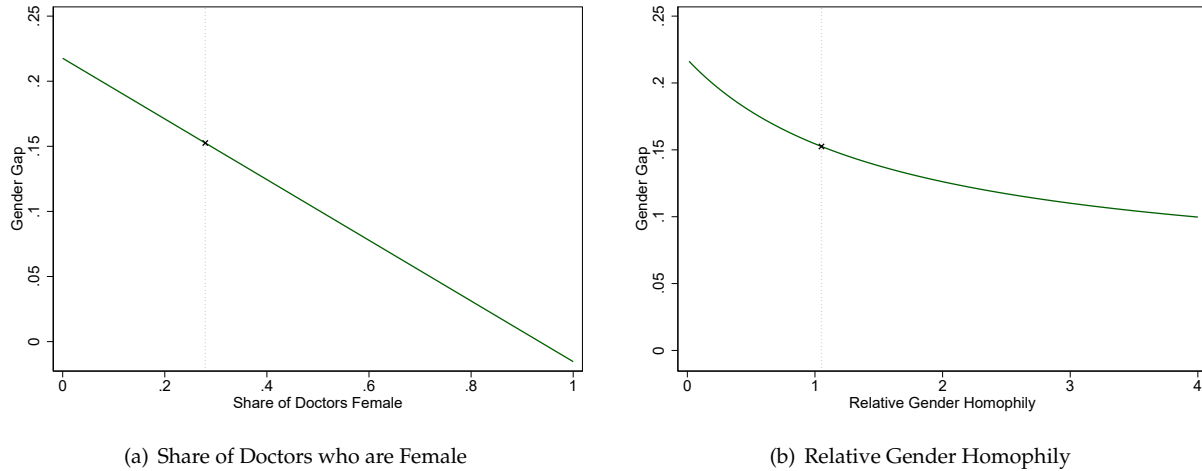 Gender Gap
.25
.2
.15
.1
.05
0
0 .2 .4 .6 .8 1
Share of Doctors Female
(a) Share of Doctors who are Female
Gender Gap
.25
.2
.15
.1
.05
0
0 1 2 3 4
Relative Gender Homophily
(b) Relative Gender Homophily